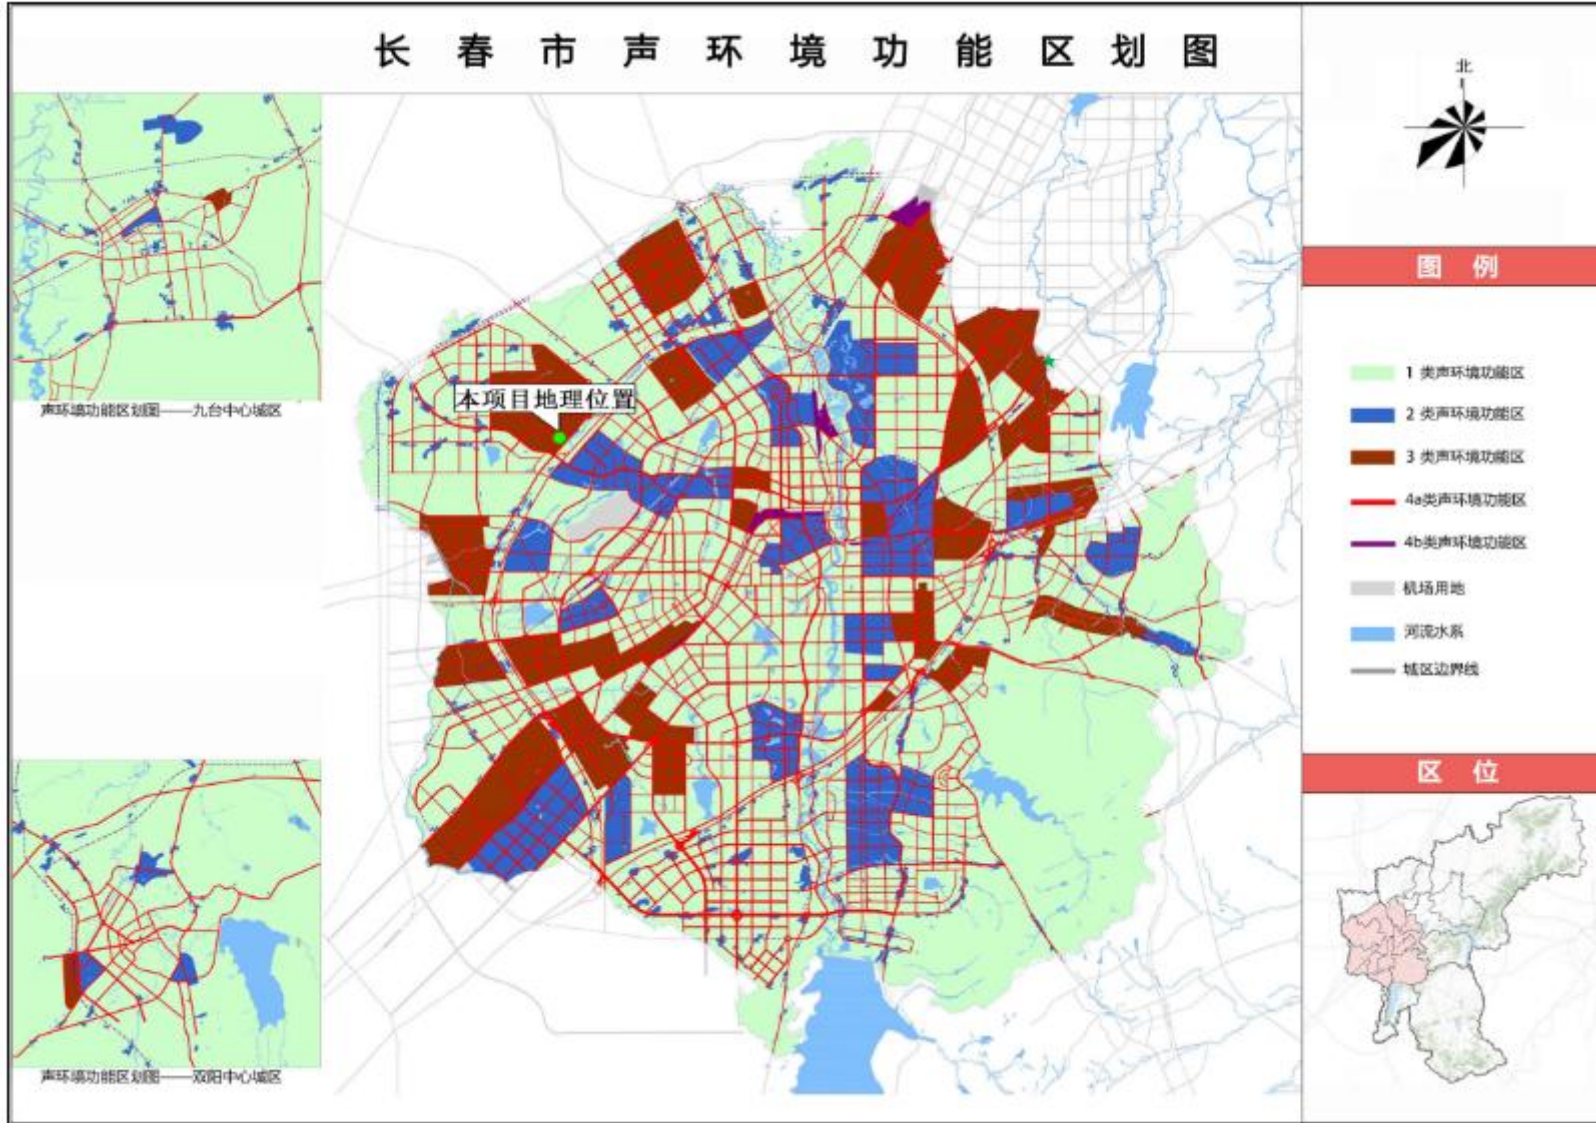 长春市声环境功能区划图
北
图 例
1 类声环境功能区
2 类声环境功能区
3 类声环境功能区
4a类声环境功能区
4b类声环境功能区
机场用地
河流水系
城区边界线
区 位
本项目地理位置
声环境功能区划图——九台中心城区
声环境功能区划图——双阳中心城区